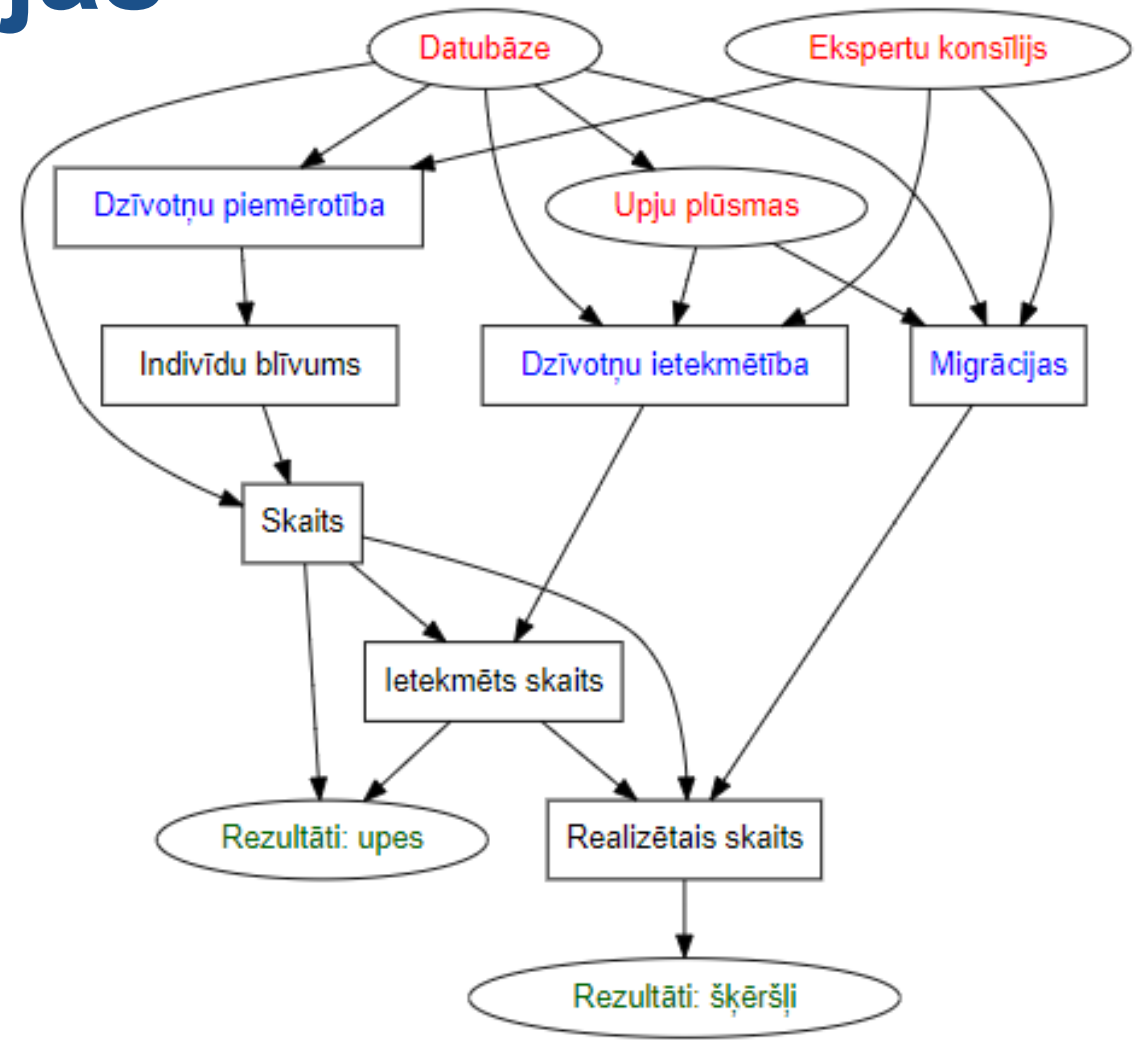 Datubāze
Ekspertu konsīlijs
Dzīvotņu piemērotība
Upju plūsmas
Indivīdu blīvums
Dzīvotņu ietekmētība
Migrācijas
Skaits
Ietekmēts skaits
Rezultāti: upes
Realizētais skaits
Rezultāti: šķēršļi